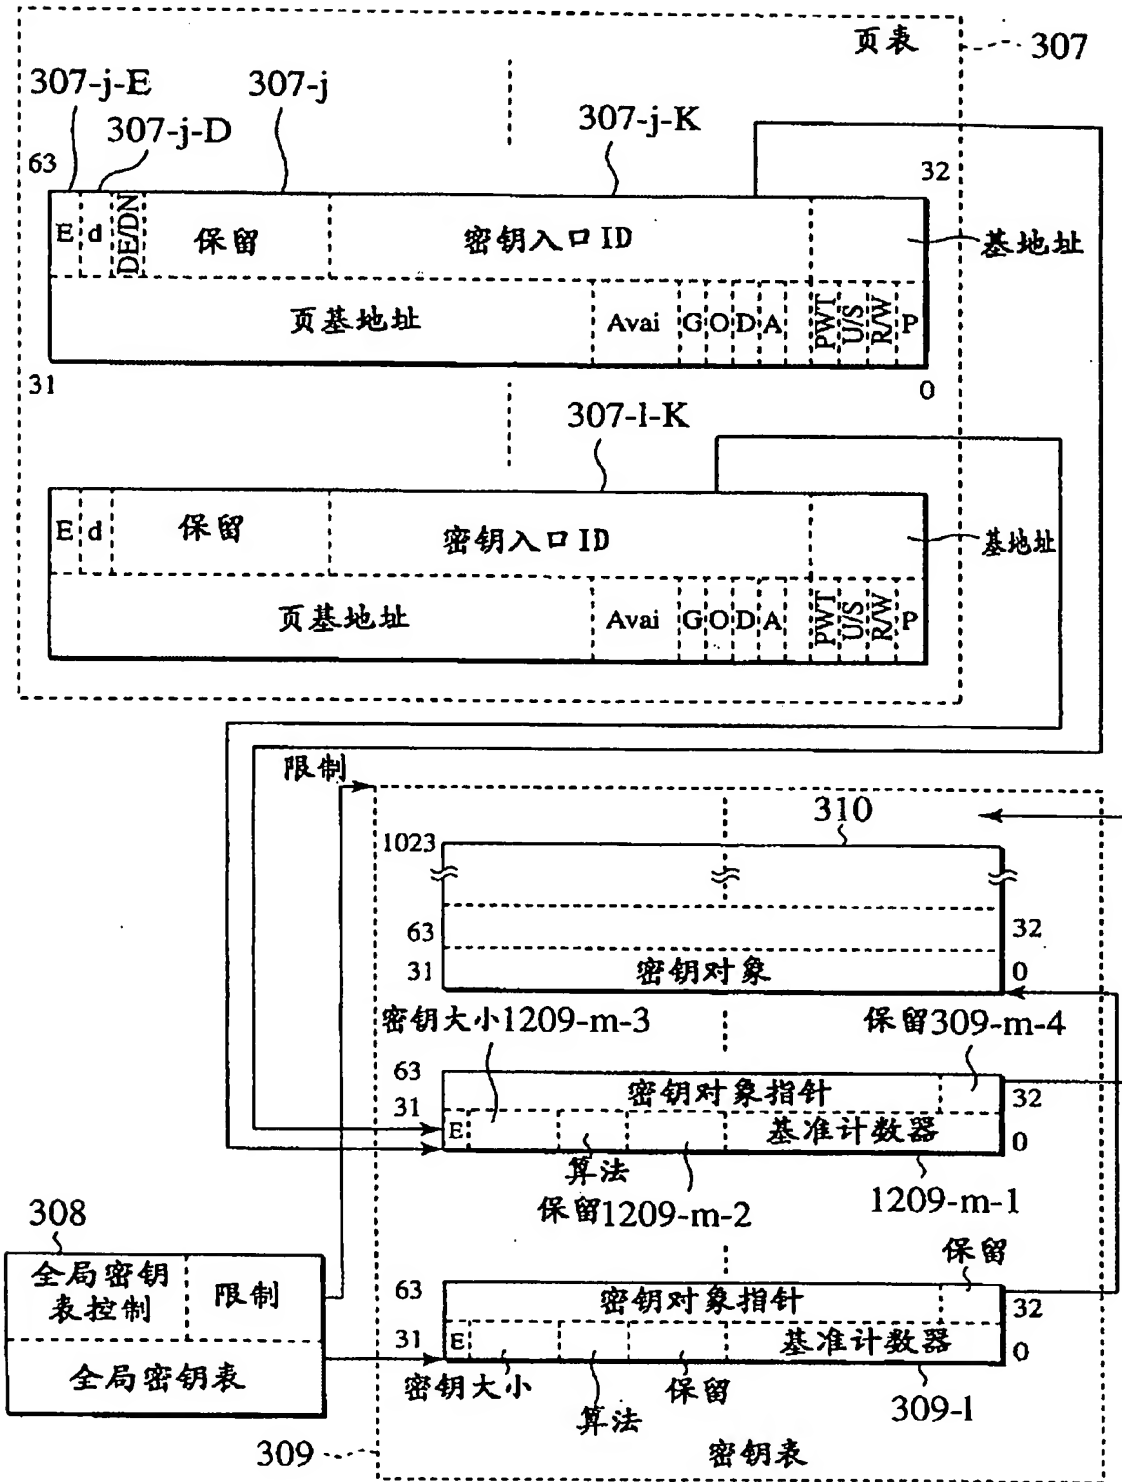 页表
307
307-j-E
307-j
307-j-D
307-j-K
63
32
E
d
DE/DN
保留
密钥入口ID
基地址
页基地址
Avai
G
O
D
A
PWT
U/S
R/W
P
31
0
307-l-K
E
d
保留
密钥入口ID
基地址
页基地址
Avai
G
O
D
A
PWT
U/S
R/W
P
限制
310
1023
63
32
31
密钥对象
0
密钥大小1209-m-3
保留309-m-4
63
密钥对象指针
32
31
E
基准计数器
0
算法
保留1209-m-2
1209-m-1
308
保留
全局密钥
表控制
限制
63
密钥对象指针
32
31
E
基准计数器
0
全局密钥表
密钥大小
算法
保留
309-l
309
密钥表